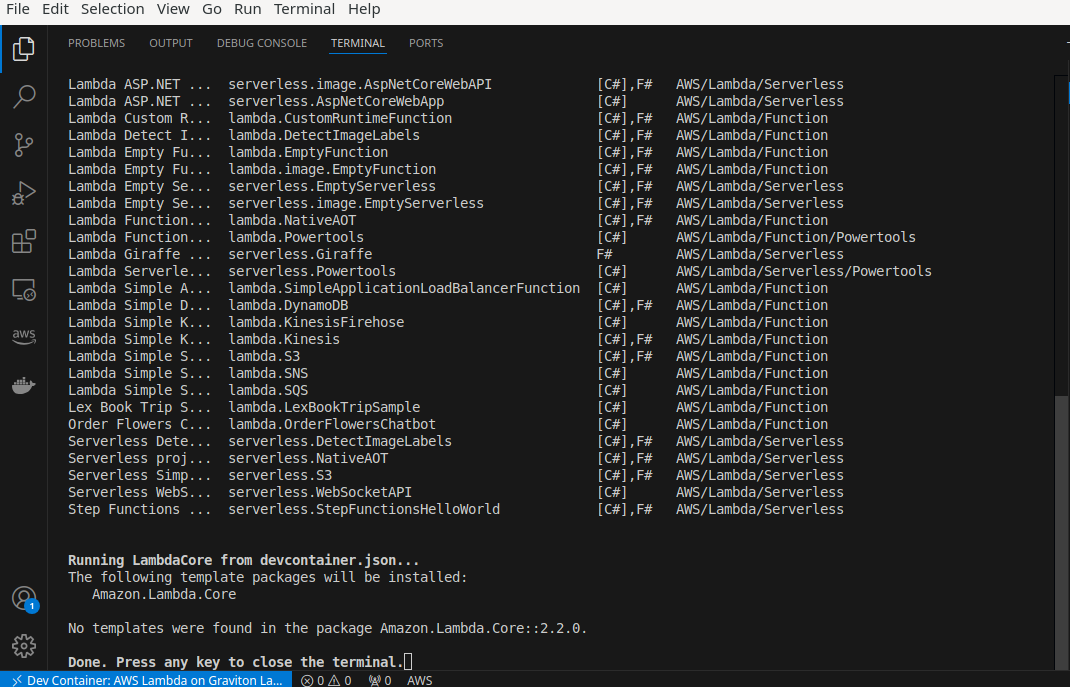 File Edit Selection View Go Run Terminal Help
PROBLEMS OUTPUT DEBUG CONSOLE TERMINAL PORTS
Lambda ASP.NET ... serverless.image.AspNetCoreWebAPI [C#],F# AWS/Lambda/Serverless
Lambda ASP.NET ... serverless.AspNetCoreWebApp [C#] AWS/Lambda/Serverless
Lambda Custom R... lambda.CustomRuntimeFunction [C#],F# AWS/Lambda/Function
Lambda Detect I... lambda.DetectImageLabels [C#],F# AWS/Lambda/Function
Lambda Empty Fu... lambda.EmptyFunction [C#],F# AWS/Lambda/Function
Lambda Empty Fu... lambda.image.EmptyFunction [C#],F# AWS/Lambda/Function
Lambda Empty Se... serverless.EmptyServerless [C#],F# AWS/Lambda/Serverless
Lambda Empty Se... serverless.image.EmptyServerless [C#],F# AWS/Lambda/Serverless
Lambda Function... lambda.NativeAOT [C#],F# AWS/Lambda/Function
Lambda Function... lambda.Powertools [C#] AWS/Lambda/Function/Powertools
Lambda Giraffe ... serverless.Giraffe F# AWS/Lambda/Serverless
Lambda Serverle... serverless.Powertools [C#] AWS/Lambda/Serverless/Powertools
Lambda Simple A... lambda.SimpleApplicationLoadBalancerFunction [C#] AWS/Lambda/Function
Lambda Simple D... lambda.DynamoDB [C#],F# AWS/Lambda/Function
Lambda Simple K... lambda.KinesisFirehose [C#] AWS/Lambda/Function
Lambda Simple K... lambda.Kinesis [C#],F# AWS/Lambda/Function
Lambda Simple S... lambda.S3 [C#],F# AWS/Lambda/Function
Lambda Simple S... lambda.SNS [C#] AWS/Lambda/Function
Lambda Simple S... lambda.SQS [C#] AWS/Lambda/Function
Lex Book Trip S... lambda.LexBookTripSample [C#] AWS/Lambda/Function
Order Flowers C... lambda.OrderFlowersChatbot [C#] AWS/Lambda/Function
Serverless Dete... serverless.DetectImageLabels [C#],F# AWS/Lambda/Serverless
Serverless proj... serverless.NativeAOT [C#],F# AWS/Lambda/Serverless
Serverless Simp... serverless.S3 [C#],F# AWS/Lambda/Serverless
Serverless WebS... serverless.WebSocketAPI [C#] AWS/Lambda/Serverless
Step Functions ... serverless.StepFunctionsHelloWorld [C#],F# AWS/Lambda/Serverless
Running LambdaCore from devcontainer.json...
The following template packages will be installed:
Amazon.Lambda.Core
No templates were found in the package Amazon.Lambda.Core::2.2.0.
Done. Press any key to close the terminal.
aws
1
Dev Container: AWS Lambda on Graviton La... 0 0 0 AWS